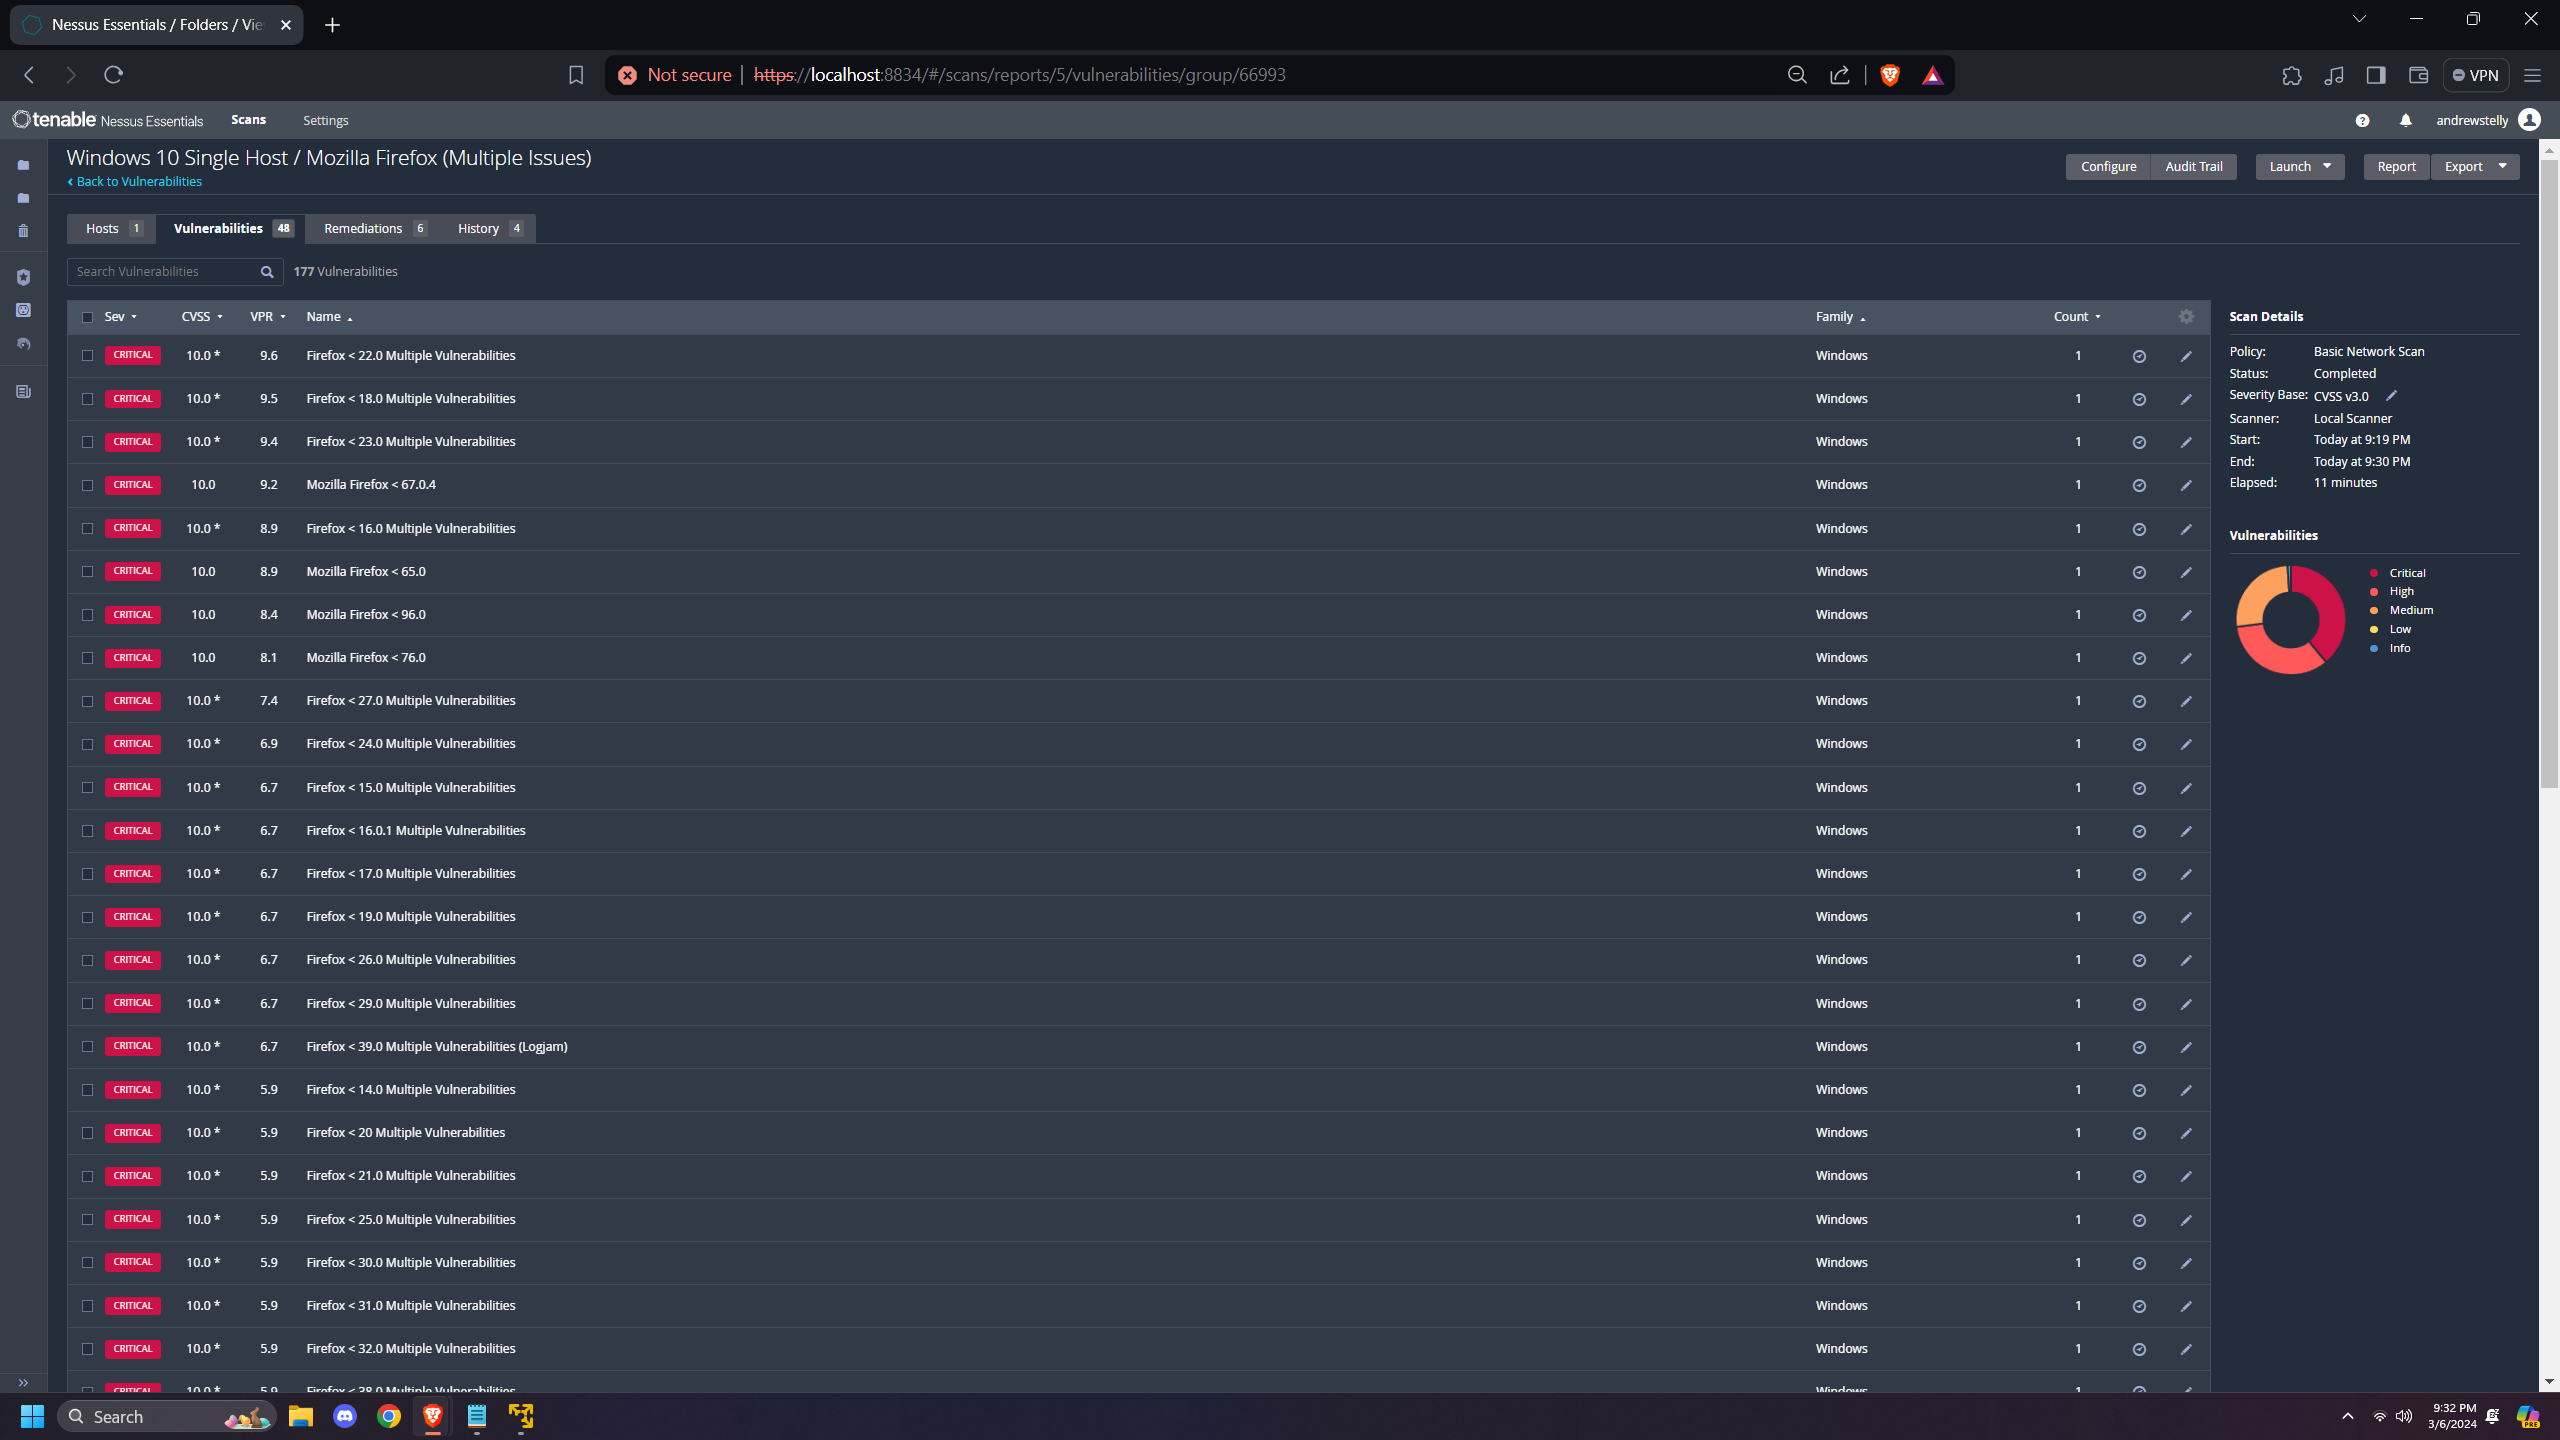 Nessus Essentials / Folders / Vie
Not secure https://localhost:8834/#/scans/reports/5/vulnerabilities/group/66993
VPN
tenable Nessus Essentials Scans Settings andrewstelly
Windows 10 Single Host / Mozilla Firefox (Multiple Issues)
Back to Vulnerabilities
Configure Audit Trail Launch Report Export
Hosts 1 Vulnerabilities 48 Remediations 6 History 4
Search Vulnerabilities 177 Vulnerabilities
Sev CVSS VPR Name Family Count
CRITICAL 10.0 * 9.6 Firefox < 22.0 Multiple Vulnerabilities Windows 1
CRITICAL 10.0 * 9.5 Firefox < 18.0 Multiple Vulnerabilities Windows 1
CRITICAL 10.0 * 9.4 Firefox < 23.0 Multiple Vulnerabilities Windows 1
CRITICAL 10.0 9.2 Mozilla Firefox < 67.0.4 Windows 1
CRITICAL 10.0 * 8.9 Firefox < 16.0 Multiple Vulnerabilities Windows 1
CRITICAL 10.0 8.9 Mozilla Firefox < 65.0 Windows 1
CRITICAL 10.0 8.4 Mozilla Firefox < 96.0 Windows 1
CRITICAL 10.0 8.1 Mozilla Firefox < 76.0 Windows 1
CRITICAL 10.0 * 7.4 Firefox < 27.0 Multiple Vulnerabilities Windows 1
CRITICAL 10.0 * 6.9 Firefox < 24.0 Multiple Vulnerabilities Windows 1
CRITICAL 10.0 * 6.7 Firefox < 15.0 Multiple Vulnerabilities Windows 1
CRITICAL 10.0 * 6.7 Firefox < 16.0.1 Multiple Vulnerabilities Windows 1
CRITICAL 10.0 * 6.7 Firefox < 17.0 Multiple Vulnerabilities Windows 1
CRITICAL 10.0 * 6.7 Firefox < 19.0 Multiple Vulnerabilities Windows 1
CRITICAL 10.0 * 6.7 Firefox < 26.0 Multiple Vulnerabilities Windows 1
CRITICAL 10.0 * 6.7 Firefox < 29.0 Multiple Vulnerabilities Windows 1
CRITICAL 10.0 * 6.7 Firefox < 39.0 Multiple Vulnerabilities (Logjam) Windows 1
CRITICAL 10.0 * 5.9 Firefox < 14.0 Multiple Vulnerabilities Windows 1
CRITICAL 10.0 * 5.9 Firefox < 20 Multiple Vulnerabilities Windows 1
CRITICAL 10.0 * 5.9 Firefox < 21.0 Multiple Vulnerabilities Windows 1
CRITICAL 10.0 * 5.9 Firefox < 25.0 Multiple Vulnerabilities Windows 1
CRITICAL 10.0 * 5.9 Firefox < 30.0 Multiple Vulnerabilities Windows 1
CRITICAL 10.0 * 5.9 Firefox < 31.0 Multiple Vulnerabilities Windows 1
CRITICAL 10.0 * 5.9 Firefox < 32.0 Multiple Vulnerabilities Windows 1
CRITICAL 10.0 * 5.9 Firefox < 38.0 Multiple Vulnerabilities Windows 1
Scan Details
Policy: Basic Network Scan
Status: Completed
Severity Base: CVSS v3.0
Scanner: Local Scanner
Start: Today at 9:19 PM
End: Today at 9:30 PM
Elapsed: 11 minutes
Vulnerabilities
Critical
High
Medium
Low
Info
Search
9:32 PM
3/6/2024
PRE